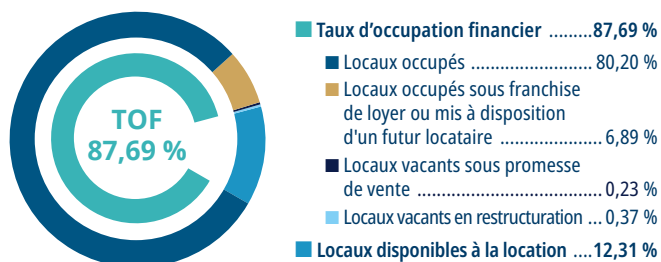 TOF
87,69 %
Taux d’occupation financier .........87,69 %
Locaux occupés ........................80,20 %
Locaux occupés sous franchise
de loyer ou mis à disposition
d'un futur locataire ....................6,89 %
Locaux vacants sous promesse
de vente ....................................0,23 %
Locaux vacants en restructuration ...0,37 %
Locaux disponibles à la location ....12,31 %